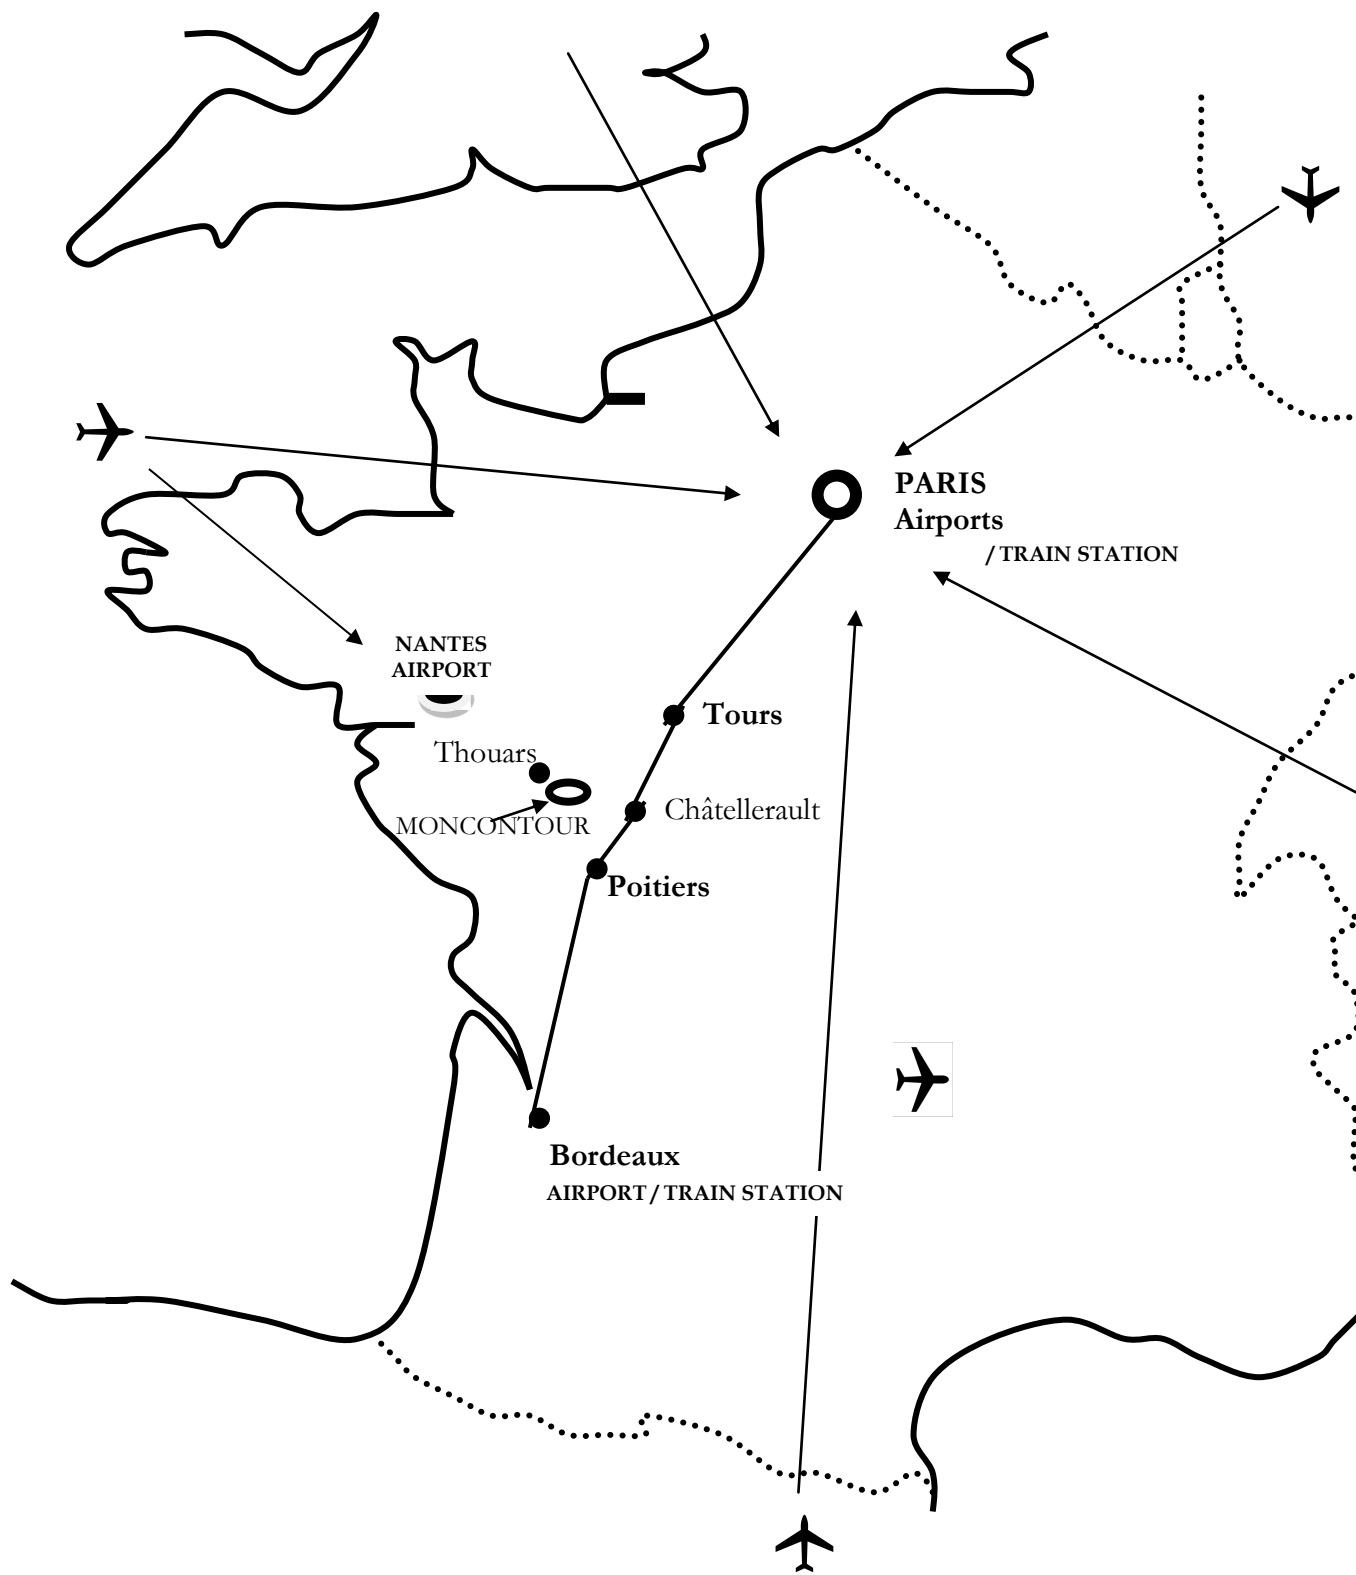 PARIS
Airports
/ TRAIN STATION
NANTES
AIRPORT
Tours
Thouars
Châtellerault
MONCONTOUR
Poitiers
Bordeaux
AIRPORT / TRAIN STATION